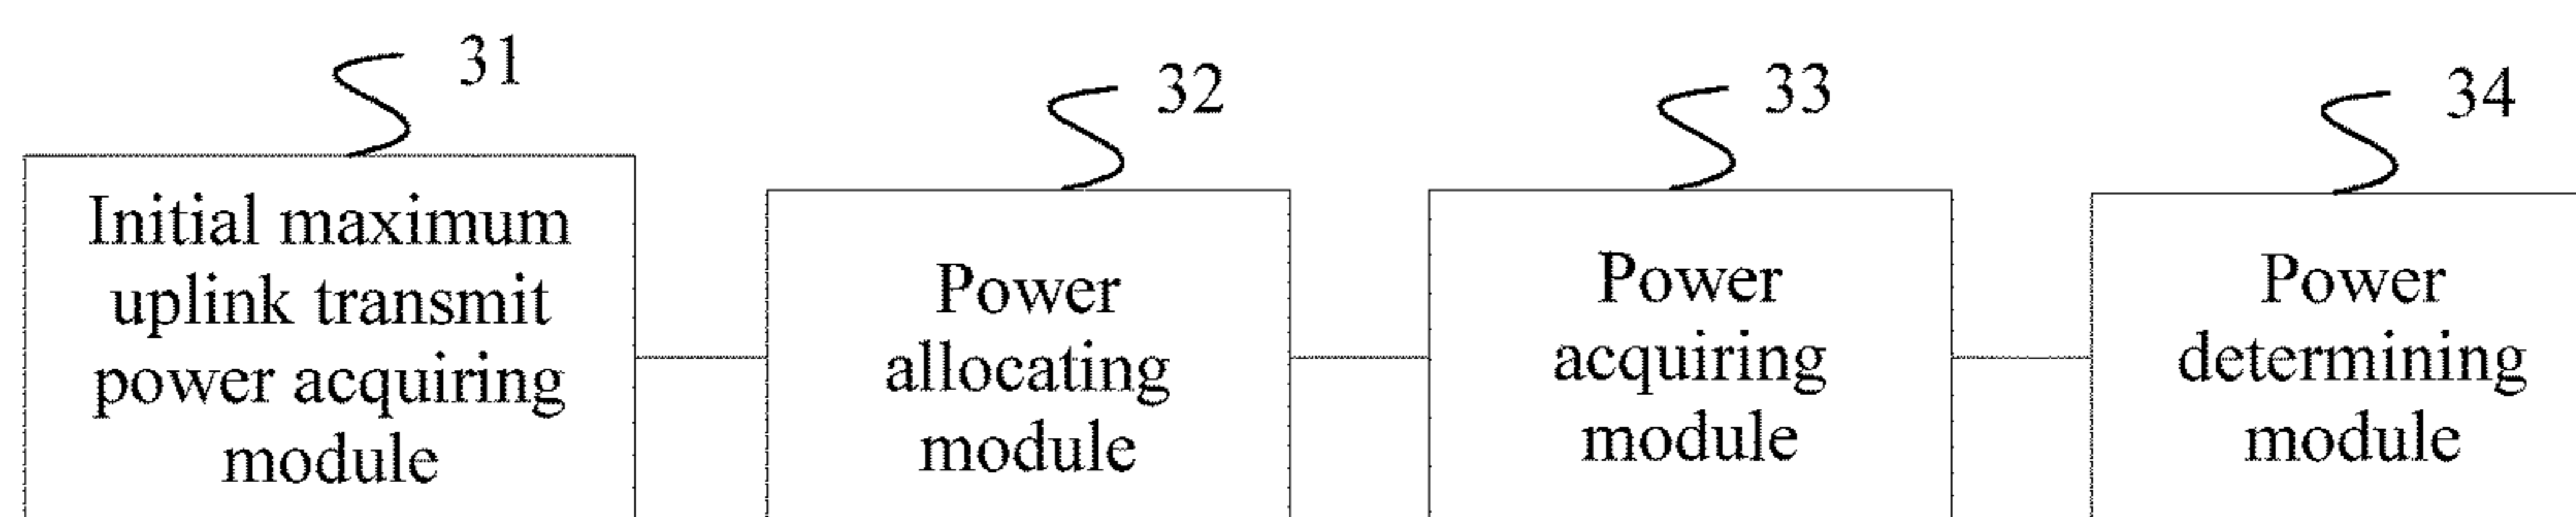 31
32
33
34
Initial maximum
uplink transmit
power acquiring
module
Power
allocating
module
Power
acquiring
module
Power
determining
module